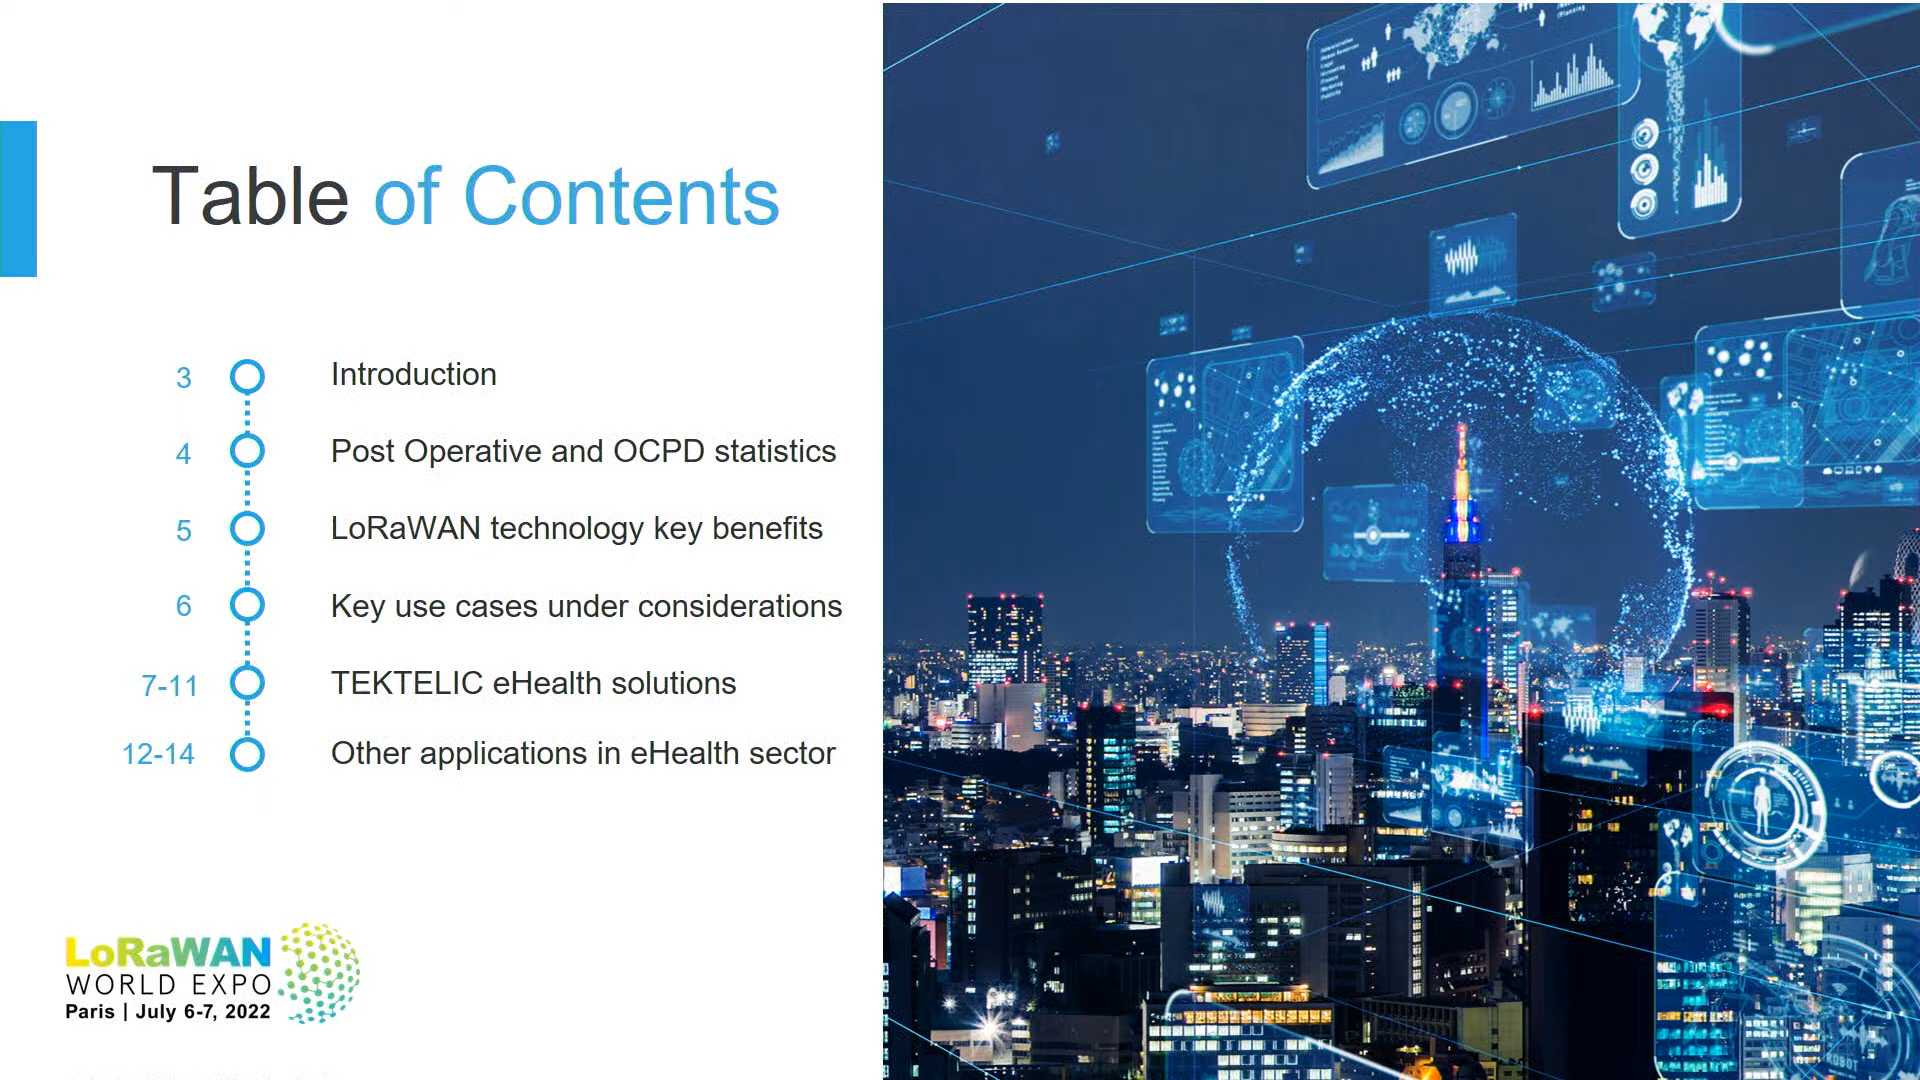 Table of Contents
3 Introduction
4 Post Operative and OCPD statistics
5 LoRaWAN technology key benefits
6 Key use cases under considerations
7-11 TEKTELIC eHealth solutions
12-14 Other applications in eHealth sector
LoRaWAN
WORLD EXPO
Paris | July 6-7, 2022
ROBOT